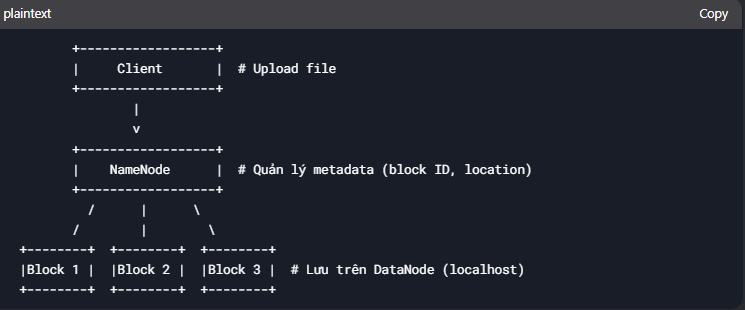 plaintext Copy
+------------------+
|     Client       |  # Upload file
+------------------+
|
v
+------------------+
|    NameNode      |  # Quản lý metadata (block ID, location)
+------------------+
/      |      \
/        |        \
+--------+  +--------+  +--------+
|Block 1 |  |Block 2 |  |Block 3 |  # Lưu trên DataNode (localhost)
+--------+  +--------+  +--------+